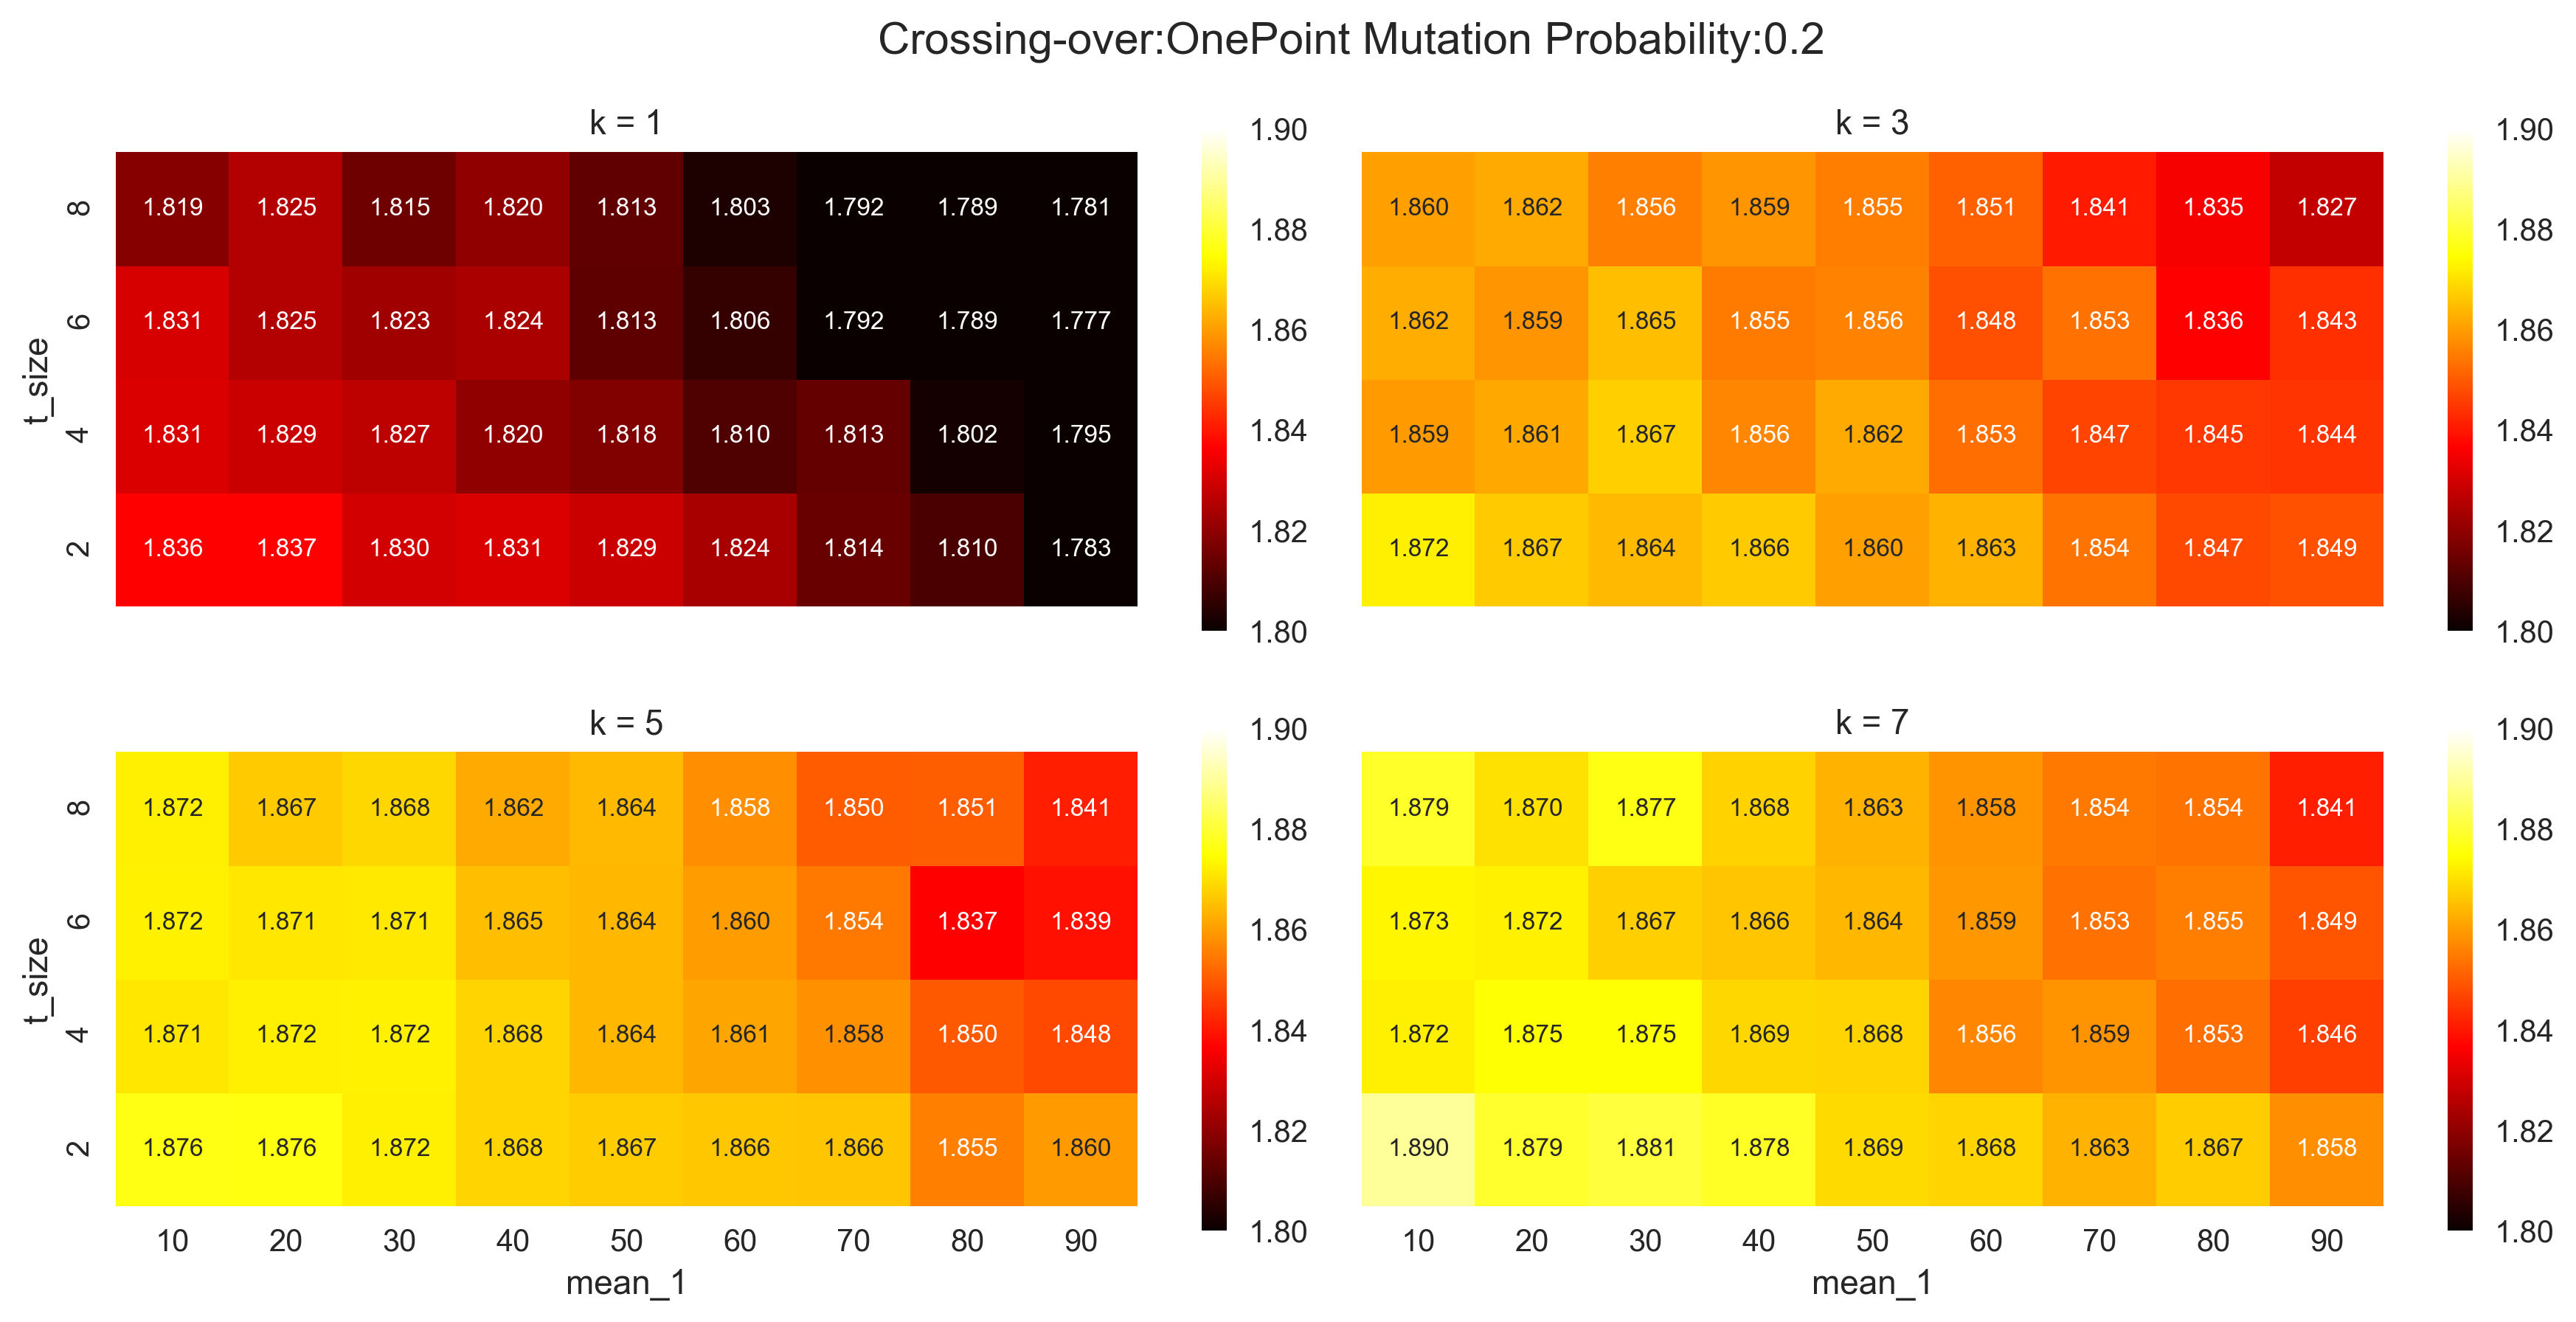 Crossing-over:OnePoint Mutation Probability:0.2
k = 1
t_size
8 1.819 1.825 1.815 1.820 1.813 1.803 1.792 1.789 1.781
6 1.831 1.825 1.823 1.824 1.813 1.806 1.792 1.789 1.777
4 1.831 1.829 1.827 1.820 1.818 1.810 1.813 1.802 1.795
2 1.836 1.837 1.830 1.831 1.829 1.824 1.814 1.810 1.783
1.90
1.88
1.86
1.84
1.82
1.80
k = 3
1.860 1.862 1.856 1.859 1.855 1.851 1.841 1.835 1.827
1.862 1.859 1.865 1.855 1.856 1.848 1.853 1.836 1.843
1.859 1.861 1.867 1.856 1.862 1.853 1.847 1.845 1.844
1.872 1.867 1.864 1.866 1.860 1.863 1.854 1.847 1.849
1.90
1.88
1.86
1.84
1.82
1.80
k = 5
t_size
8 1.872 1.867 1.868 1.862 1.864 1.858 1.850 1.851 1.841
6 1.872 1.871 1.871 1.865 1.864 1.860 1.854 1.837 1.839
4 1.871 1.872 1.872 1.868 1.864 1.861 1.858 1.850 1.848
2 1.876 1.876 1.872 1.868 1.867 1.866 1.866 1.855 1.860
10 20 30 40 50 60 70 80 90
mean_1
1.90
1.88
1.86
1.84
1.82
1.80
k = 7
1.879 1.870 1.877 1.868 1.863 1.858 1.854 1.854 1.841
1.873 1.872 1.867 1.866 1.864 1.859 1.853 1.855 1.849
1.872 1.875 1.875 1.869 1.868 1.856 1.859 1.853 1.846
1.890 1.879 1.881 1.878 1.869 1.868 1.863 1.867 1.858
10 20 30 40 50 60 70 80 90
mean_1
1.90
1.88
1.86
1.84
1.82
1.80